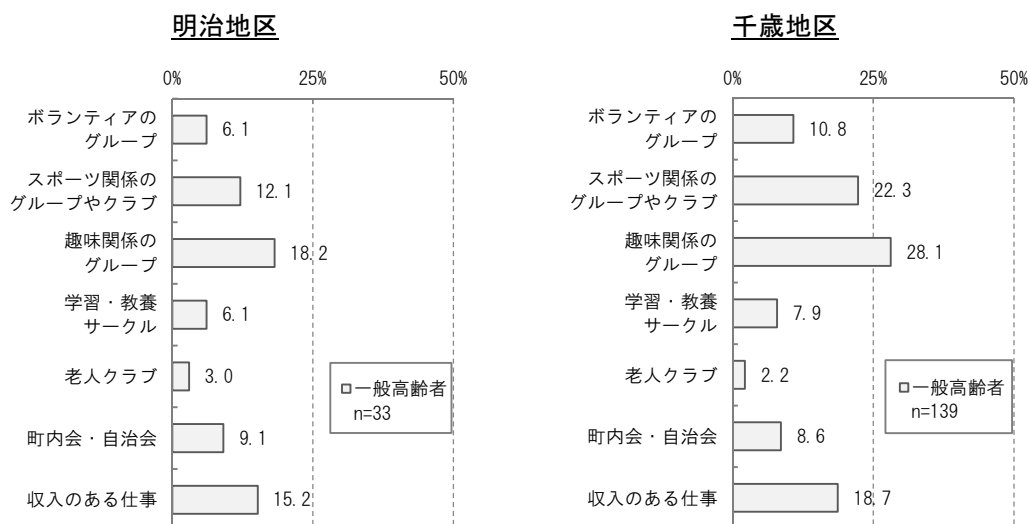 明治地区
0%
25%
50%
ボランティアの
グループ
6.1
スポーツ関係の
グループやクラブ
12.1
趣味関係の
グループ
18.2
学習・教養
サークル
6.1
老人クラブ
3.0
町内会・自治会
9.1
収入のある仕事
15.2
一般高齢者
n=33
千歳地区
0%
25%
50%
ボランティアの
グループ
10.8
スポーツ関係の
グループやクラブ
22.3
趣味関係の
グループ
28.1
学習・教養
サークル
7.9
老人クラブ
2.2
町内会・自治会
8.6
収入のある仕事
18.7
一般高齢者
n=139